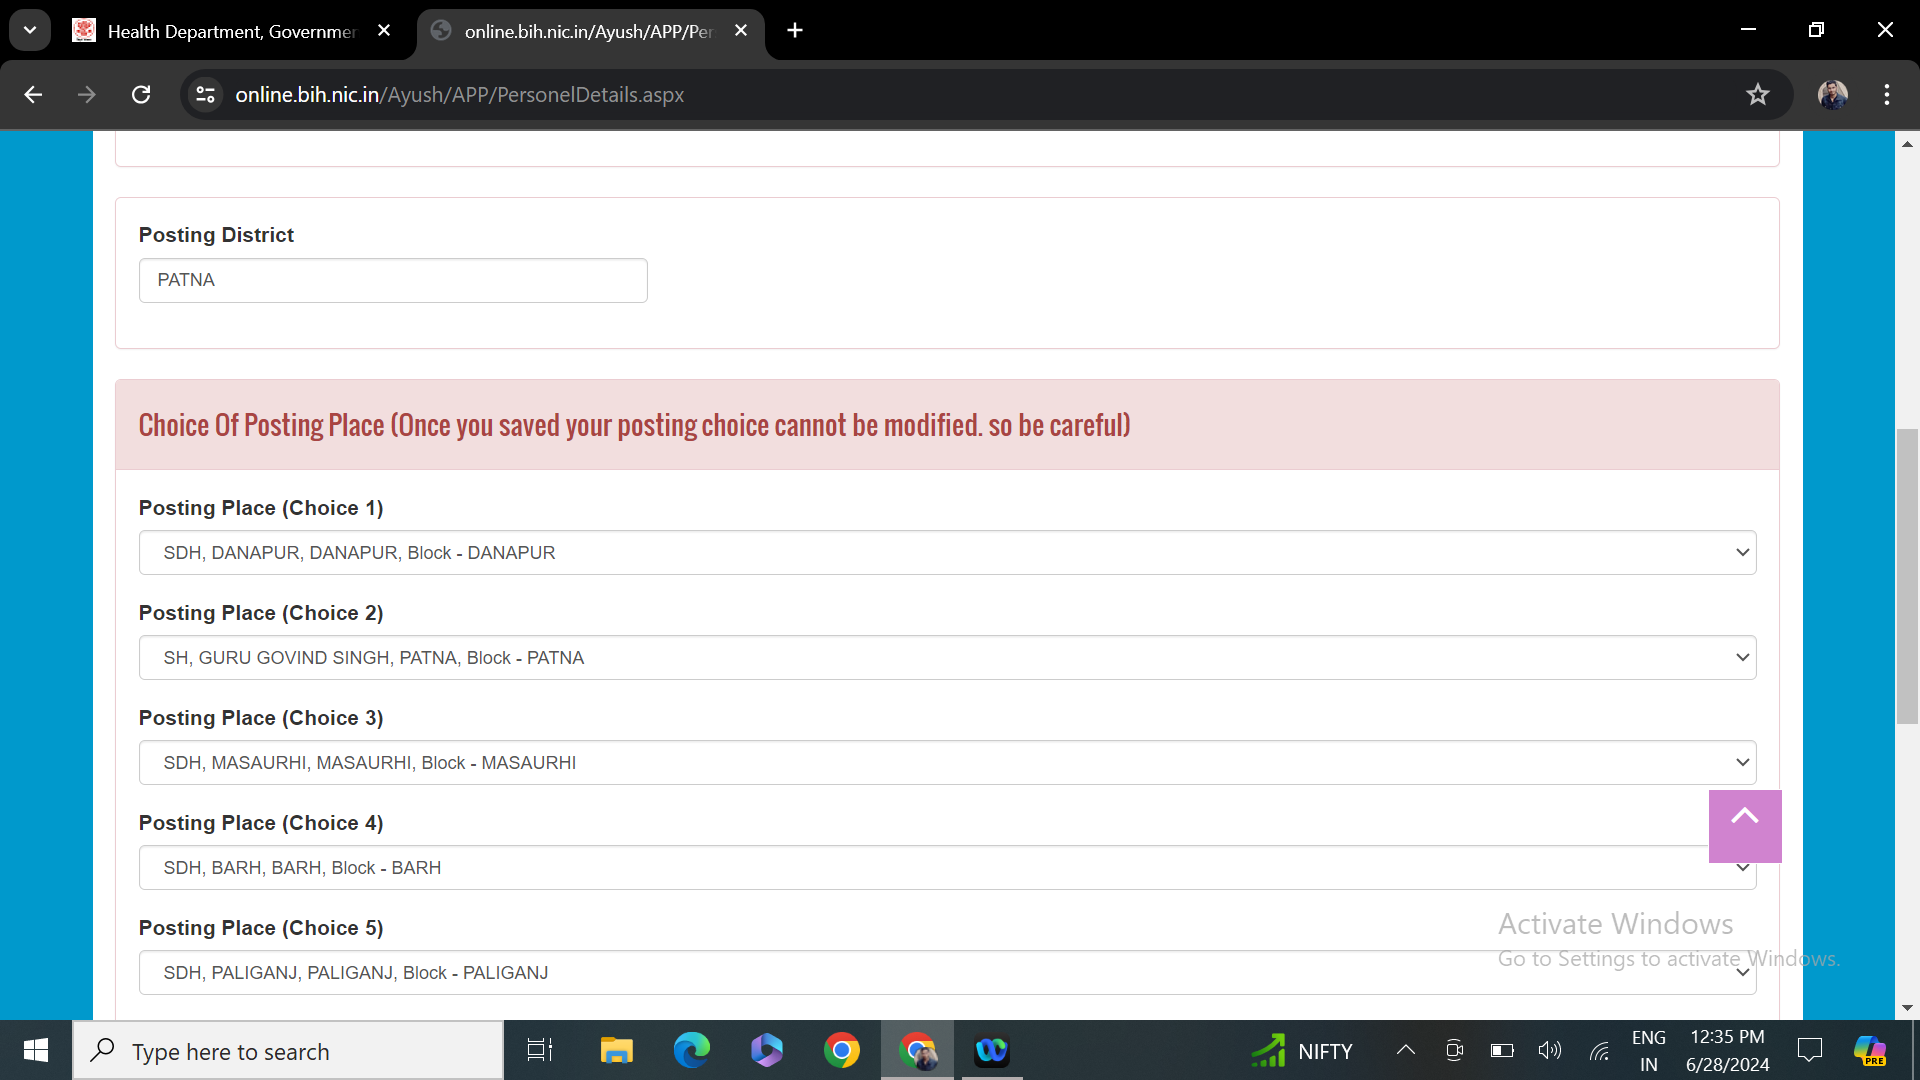 Health Department, Governmer
online.bih.nic.in/Ayush/APP/Per
online.bih.nic.in/Ayush/APP/PersonelDetails.aspx
Posting District
PATNA
Choice Of Posting Place (Once you saved your posting choice cannot be modified. so be careful)
Posting Place (Choice 1)
SDH, DANAPUR, DANAPUR, Block - DANAPUR
Posting Place (Choice 2)
SH, GURU GOVIND SINGH, PATNA, Block - PATNA
Posting Place (Choice 3)
SDH, MASAURHI, MASAURHI, Block - MASAURHI
Posting Place (Choice 4)
SDH, BARH, BARH, Block - BARH
Posting Place (Choice 5)
SDH, PALIGANJ, PALIGANJ, Block - PALIGANJ
Activate Windows
Go to Settings to activate Windows.
Type here to search
NIFTY
ENG
IN
12:35 PM
6/28/2024
PRE